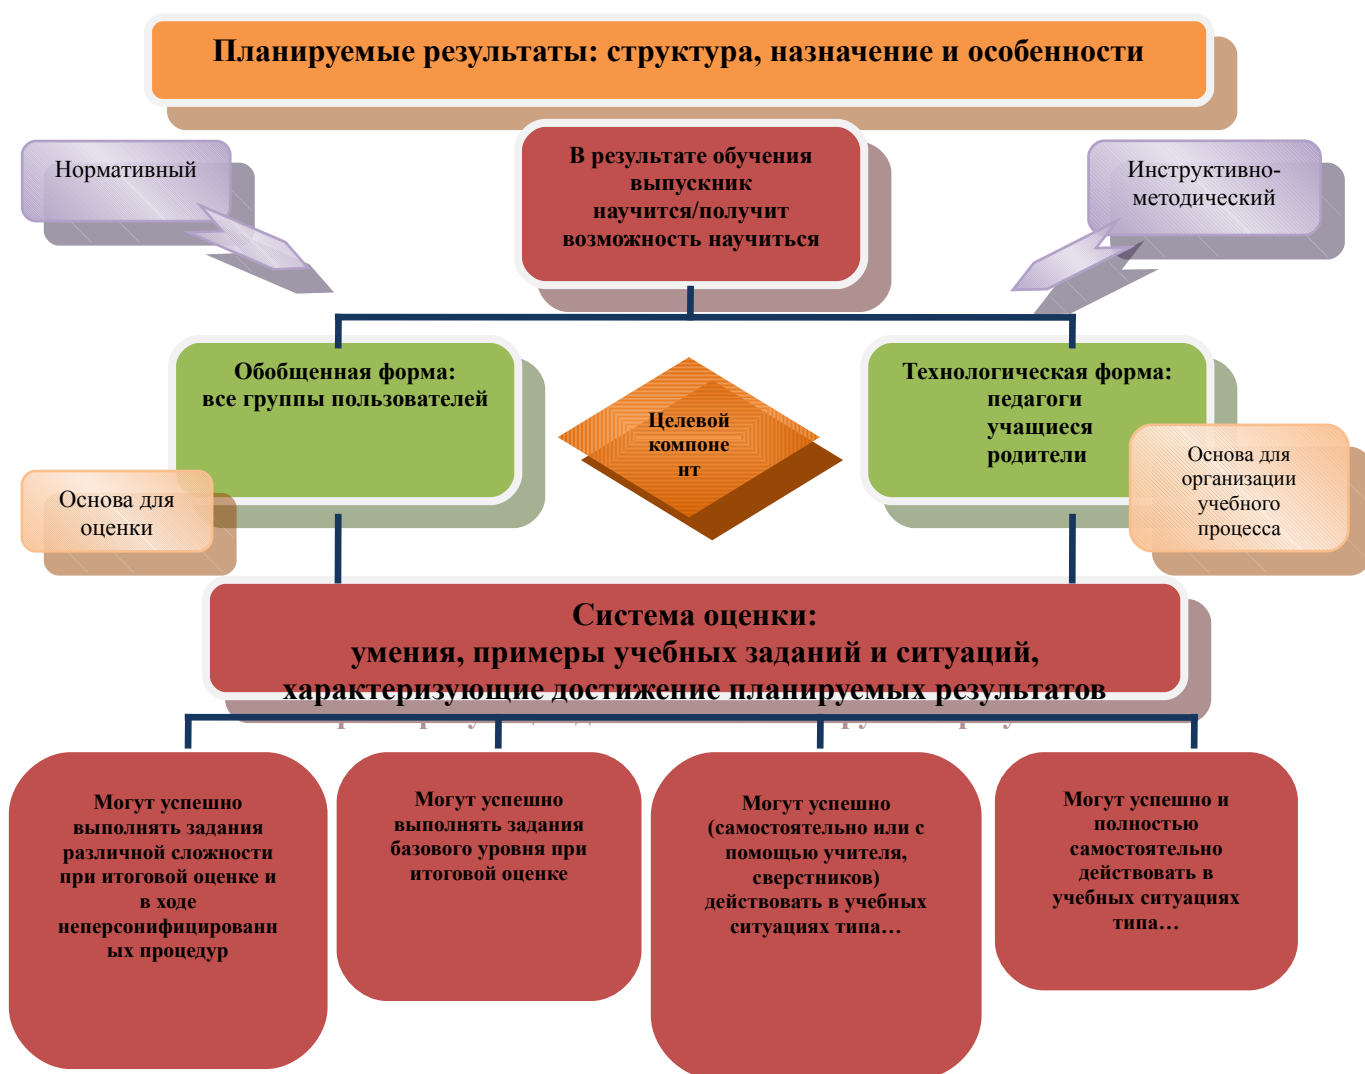 Планируемые результаты: структура, назначение и особенности
Нормативный
В результате обучения
выпускник
научится/получит
возможность научиться
Инструктивно-
методический
Обобщенная форма:
все группы пользователей
Целевой
компоне
нт
Технологическая форма:
педагоги
учащиеся
родители
Основа для
оценки
Основа для
организации
учебного
процесса
Система оценки:
умения, примеры учебных заданий и ситуаций,
характеризующие достижение планируемых результатов
Могут успешно
выполнять задания
различной сложности
при итоговой оценке и
в ходе
неперсонифицированн
ых процедур
Могут успешно
выполнять задания
базового уровня при
итоговой оценке
Могут успешно
(самостоятельно или с
помощью учителя,
сверстников)
действовать в учебных
ситуациях типа…
Могут успешно и
полностью
самостоятельно
действовать в
учебных ситуациях
типа…